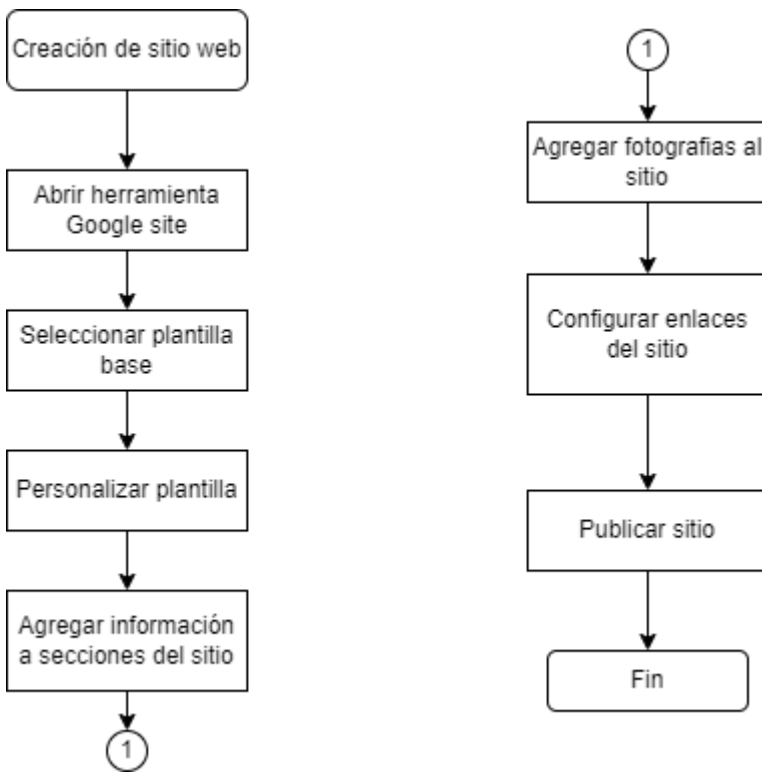 Creación de sitio web
Abrir herramienta
Google site
Seleccionar plantilla
base
Personalizar plantilla
Agregar información
a secciones del sitio
1
1
Agregar fotografias al
sitio
Configurar enlaces
del sitio
Publicar sitio
Fin